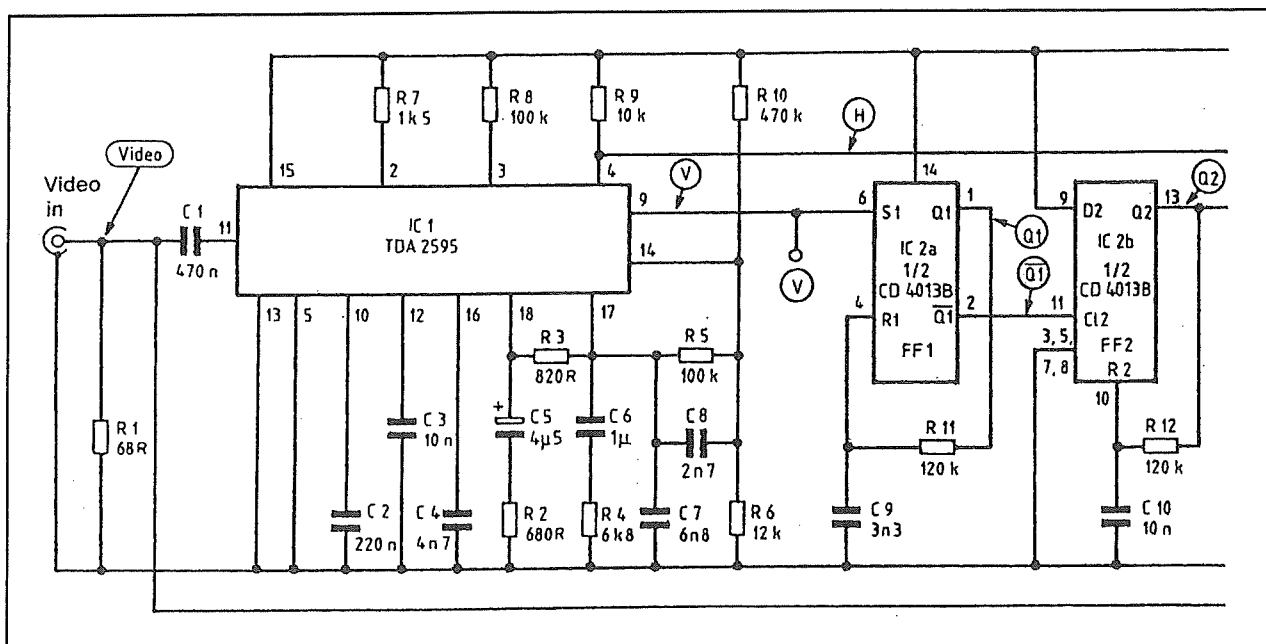 Video
Video
in
R 1
68R
C 1
470 n
11
15
R 7
1k 5
2
R 8
100 k
3
R 9
10 k
4
R 10
470 k
H
IC 1
TDA 2595
9
V
14
V
13
5
10
12
16
18
17
C 2
220 n
C 3
10 n
C 4
4 n7
R 3
820R
C 5
+
4µ5
R 2
680R
C 6
1µ
R 4
6k8
R 5
100 k
C 8
2n7
C 7
6n8
R 6
12 k
14
6
S1
Q1
1
IC 2a
1/2
CD 4013B
4
R1
Q1
2
FF1
Q1
Q1
R 11
120 k
C 9
3n3
9
D2
Q2
13
Q2
IC 2b
1/2
CD 4013B
11
Cl2
3, 5,
7, 8
FF2
R 2
10
R 12
120k
C 10
10 n